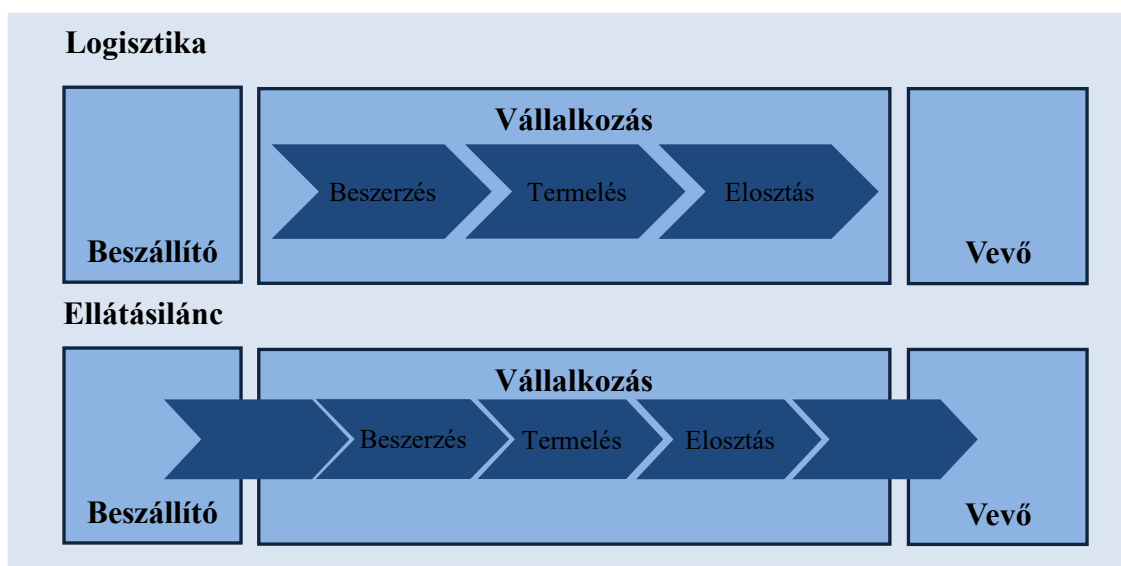 Logisztika
Vállalkozás
Beszerzés Termelés Elosztás
Beszállító Vevő
Ellátásilánc
Vállalkozás
Beszerzés Termelés Elosztás
Beszállító Vevő